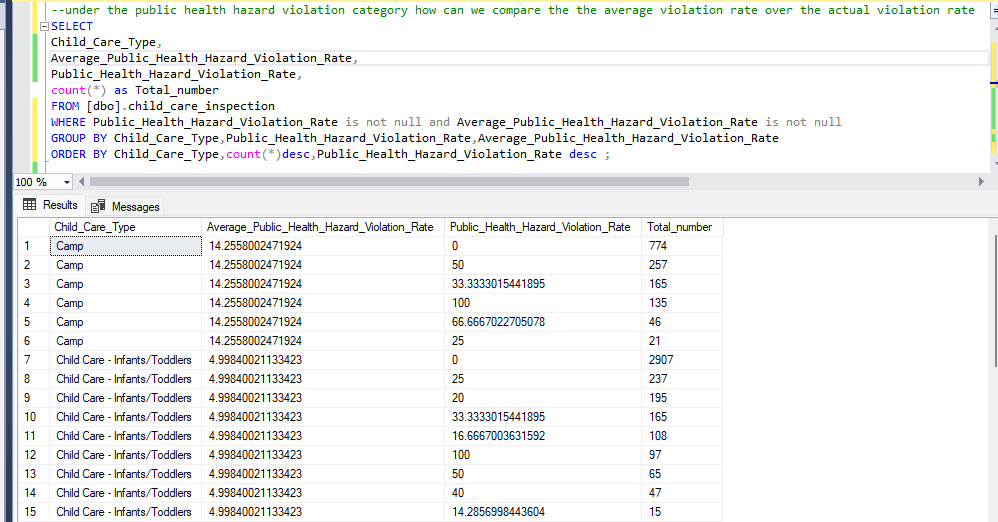 --under the public health hazard violation category how can we compare the the average violation rate over the actual violation rate
SELECT
Child_Care_Type,
Average_Public_Health_Hazard_Violation_Rate,
Public_Health_Hazard_Violation_Rate,
count(*) as Total_number
FROM [dbo].child_care_inspection
WHERE Public_Health_Hazard_Violation_Rate is not null and Average_Public_Health_Hazard_Violation_Rate is not null
GROUP BY Child_Care_Type,Public_Health_Hazard_Violation_Rate,Average_Public_Health_Hazard_Violation_Rate
ORDER BY Child_Care_Type,count(*)desc,Public_Health_Hazard_Violation_Rate desc ;
100 %
Results Messages
Child_Care_Type Average_Public_Health_Hazard_Violation_Rate Public_Health_Hazard_Violation_Rate Total_number
1 Camp 14.2558002471924 0 774
2 Camp 14.2558002471924 50 257
3 Camp 14.2558002471924 33.3333015441895 165
4 Camp 14.2558002471924 100 135
5 Camp 14.2558002471924 66.6667022705078 46
6 Camp 14.2558002471924 25 21
7 Child Care - Infants/Toddlers 4.99840021133423 0 2907
8 Child Care - Infants/Toddlers 4.99840021133423 25 237
9 Child Care - Infants/Toddlers 4.99840021133423 20 195
10 Child Care - Infants/Toddlers 4.99840021133423 33.3333015441895 165
11 Child Care - Infants/Toddlers 4.99840021133423 16.6667003631592 108
12 Child Care - Infants/Toddlers 4.99840021133423 100 97
13 Child Care - Infants/Toddlers 4.99840021133423 50 65
14 Child Care - Infants/Toddlers 4.99840021133423 40 47
15 Child Care - Infants/Toddlers 4.99840021133423 14.2856998443604 15